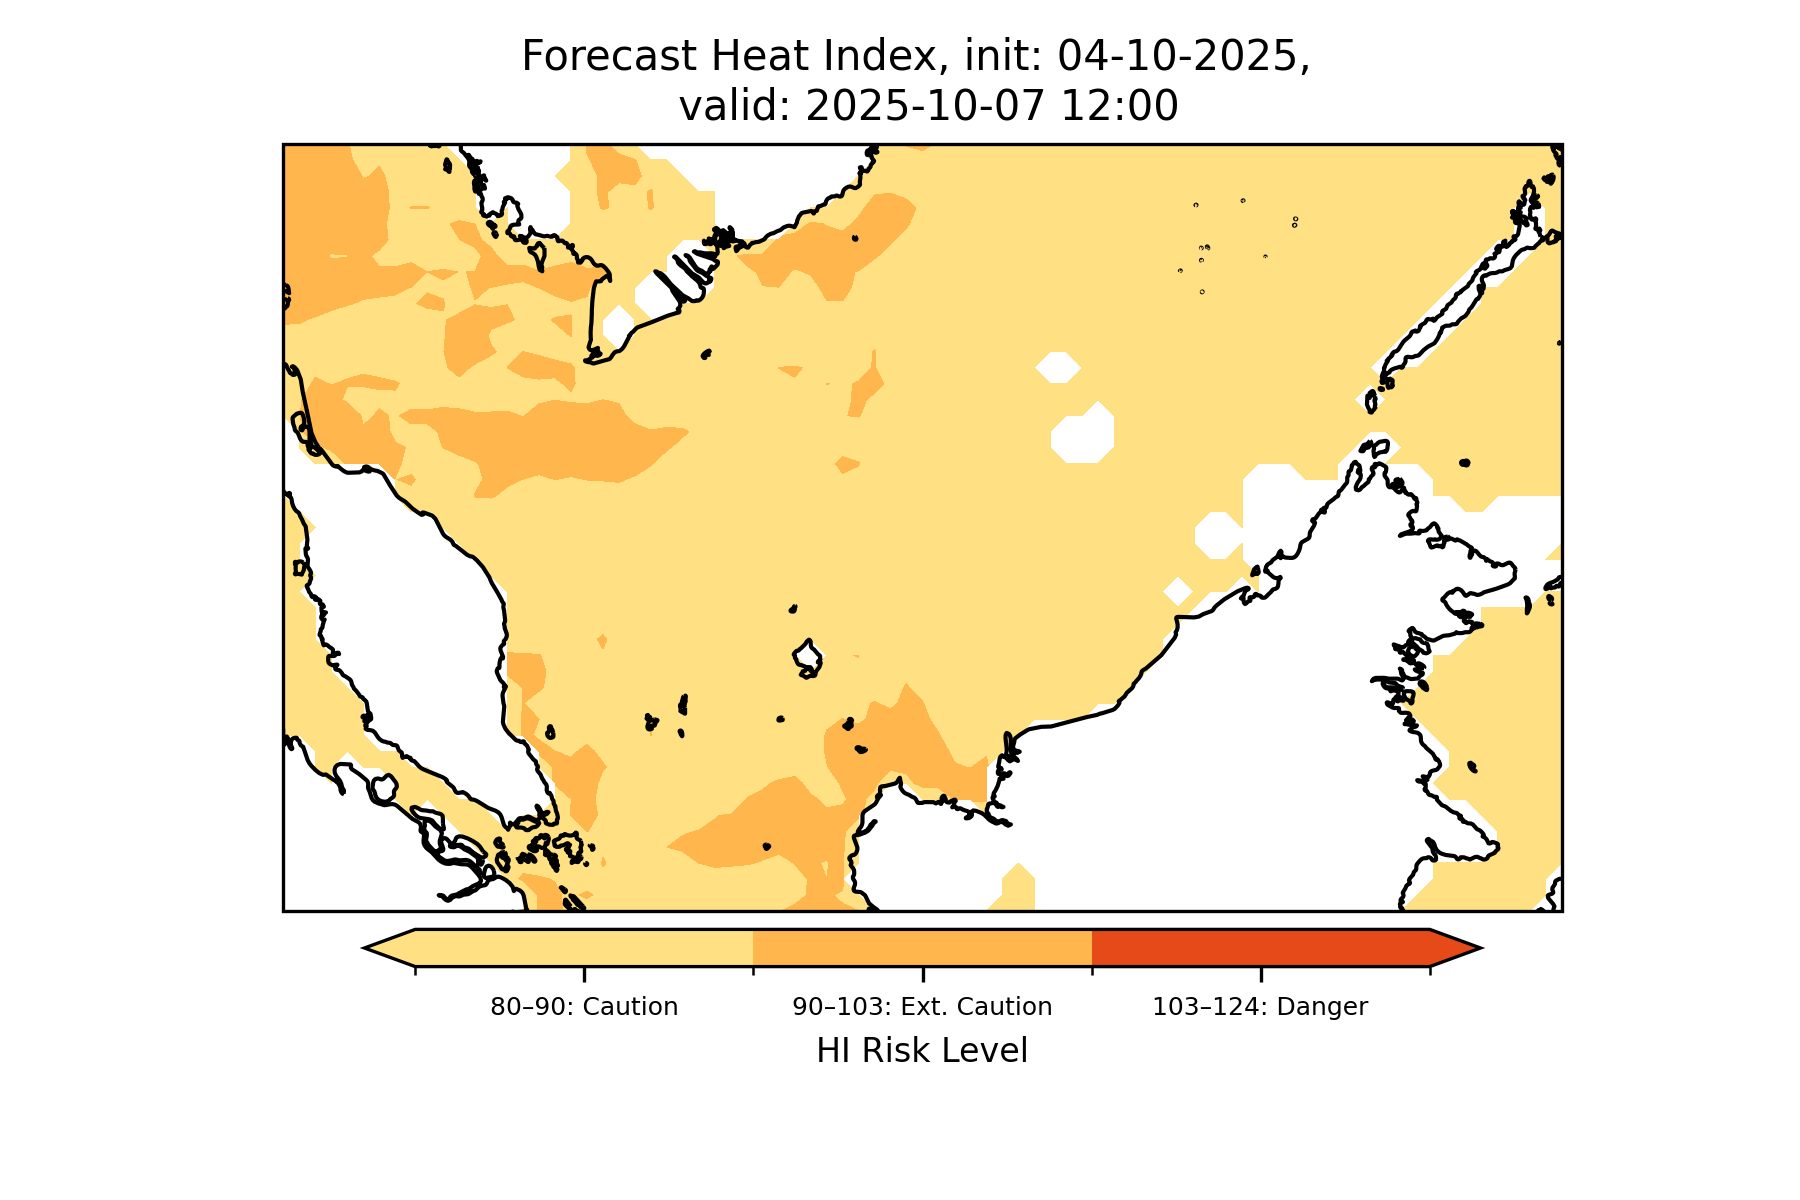 Forecast Heat Index, init: 04-10-2025,
valid: 2025-10-07 12:00
80–90: Caution
90–103: Ext. Caution
103–124: Danger
HI Risk Level